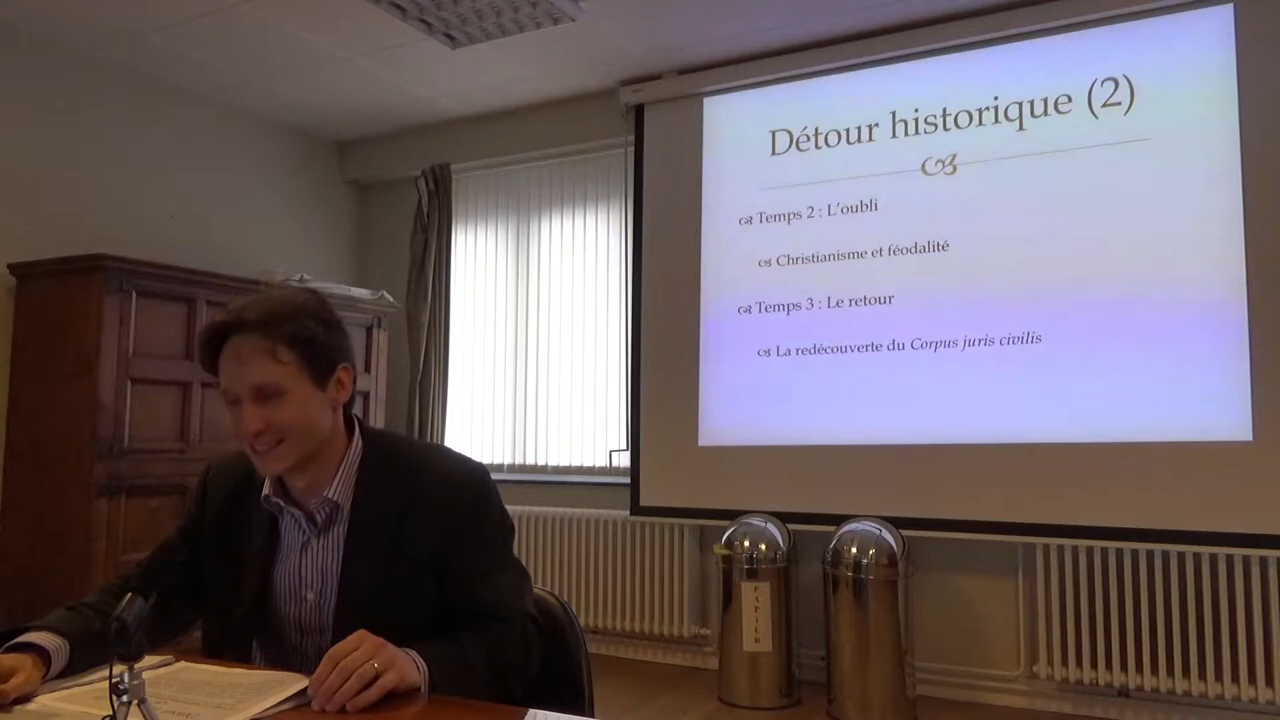 Détour historique (2)
Temps 2 : L'oubli
Christianisme et féodalité
Temps 3 : Le retour
La redécouverte du Corpus juris civilis
PAPIER